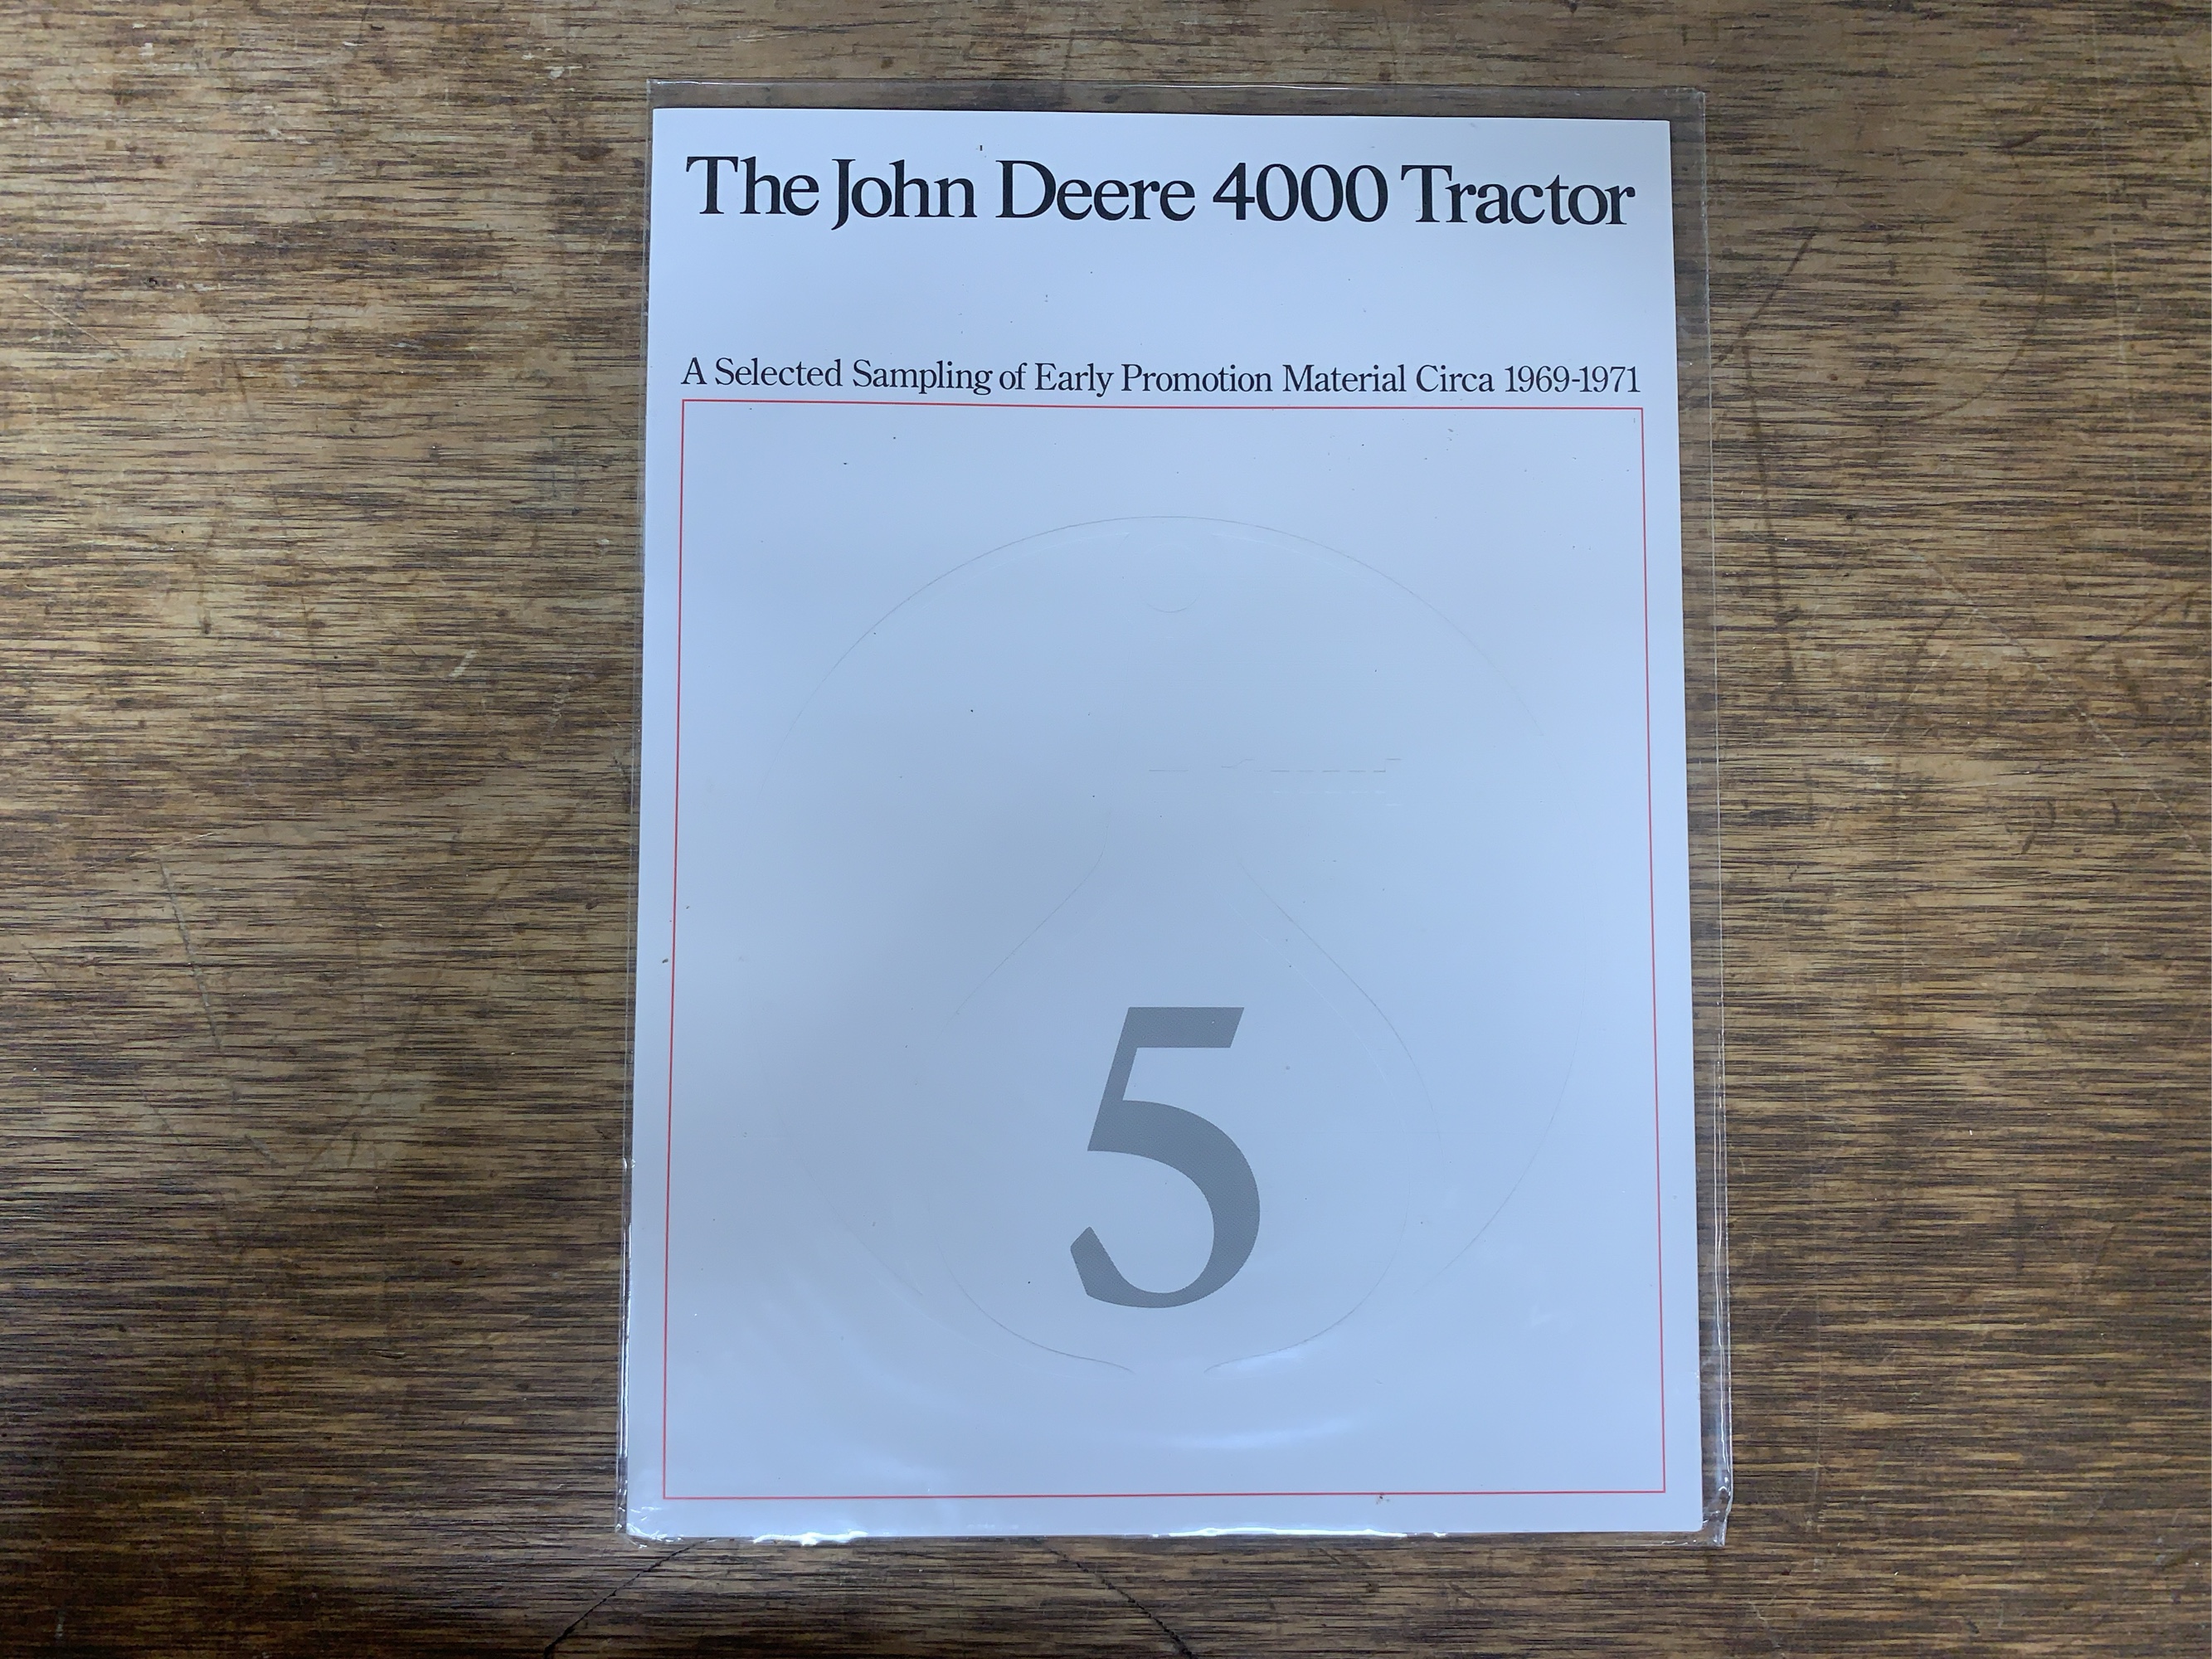 The John Deere 4000 Tractor
A Selected Sampling of Early Promotion Material Circa 1969-1971
5